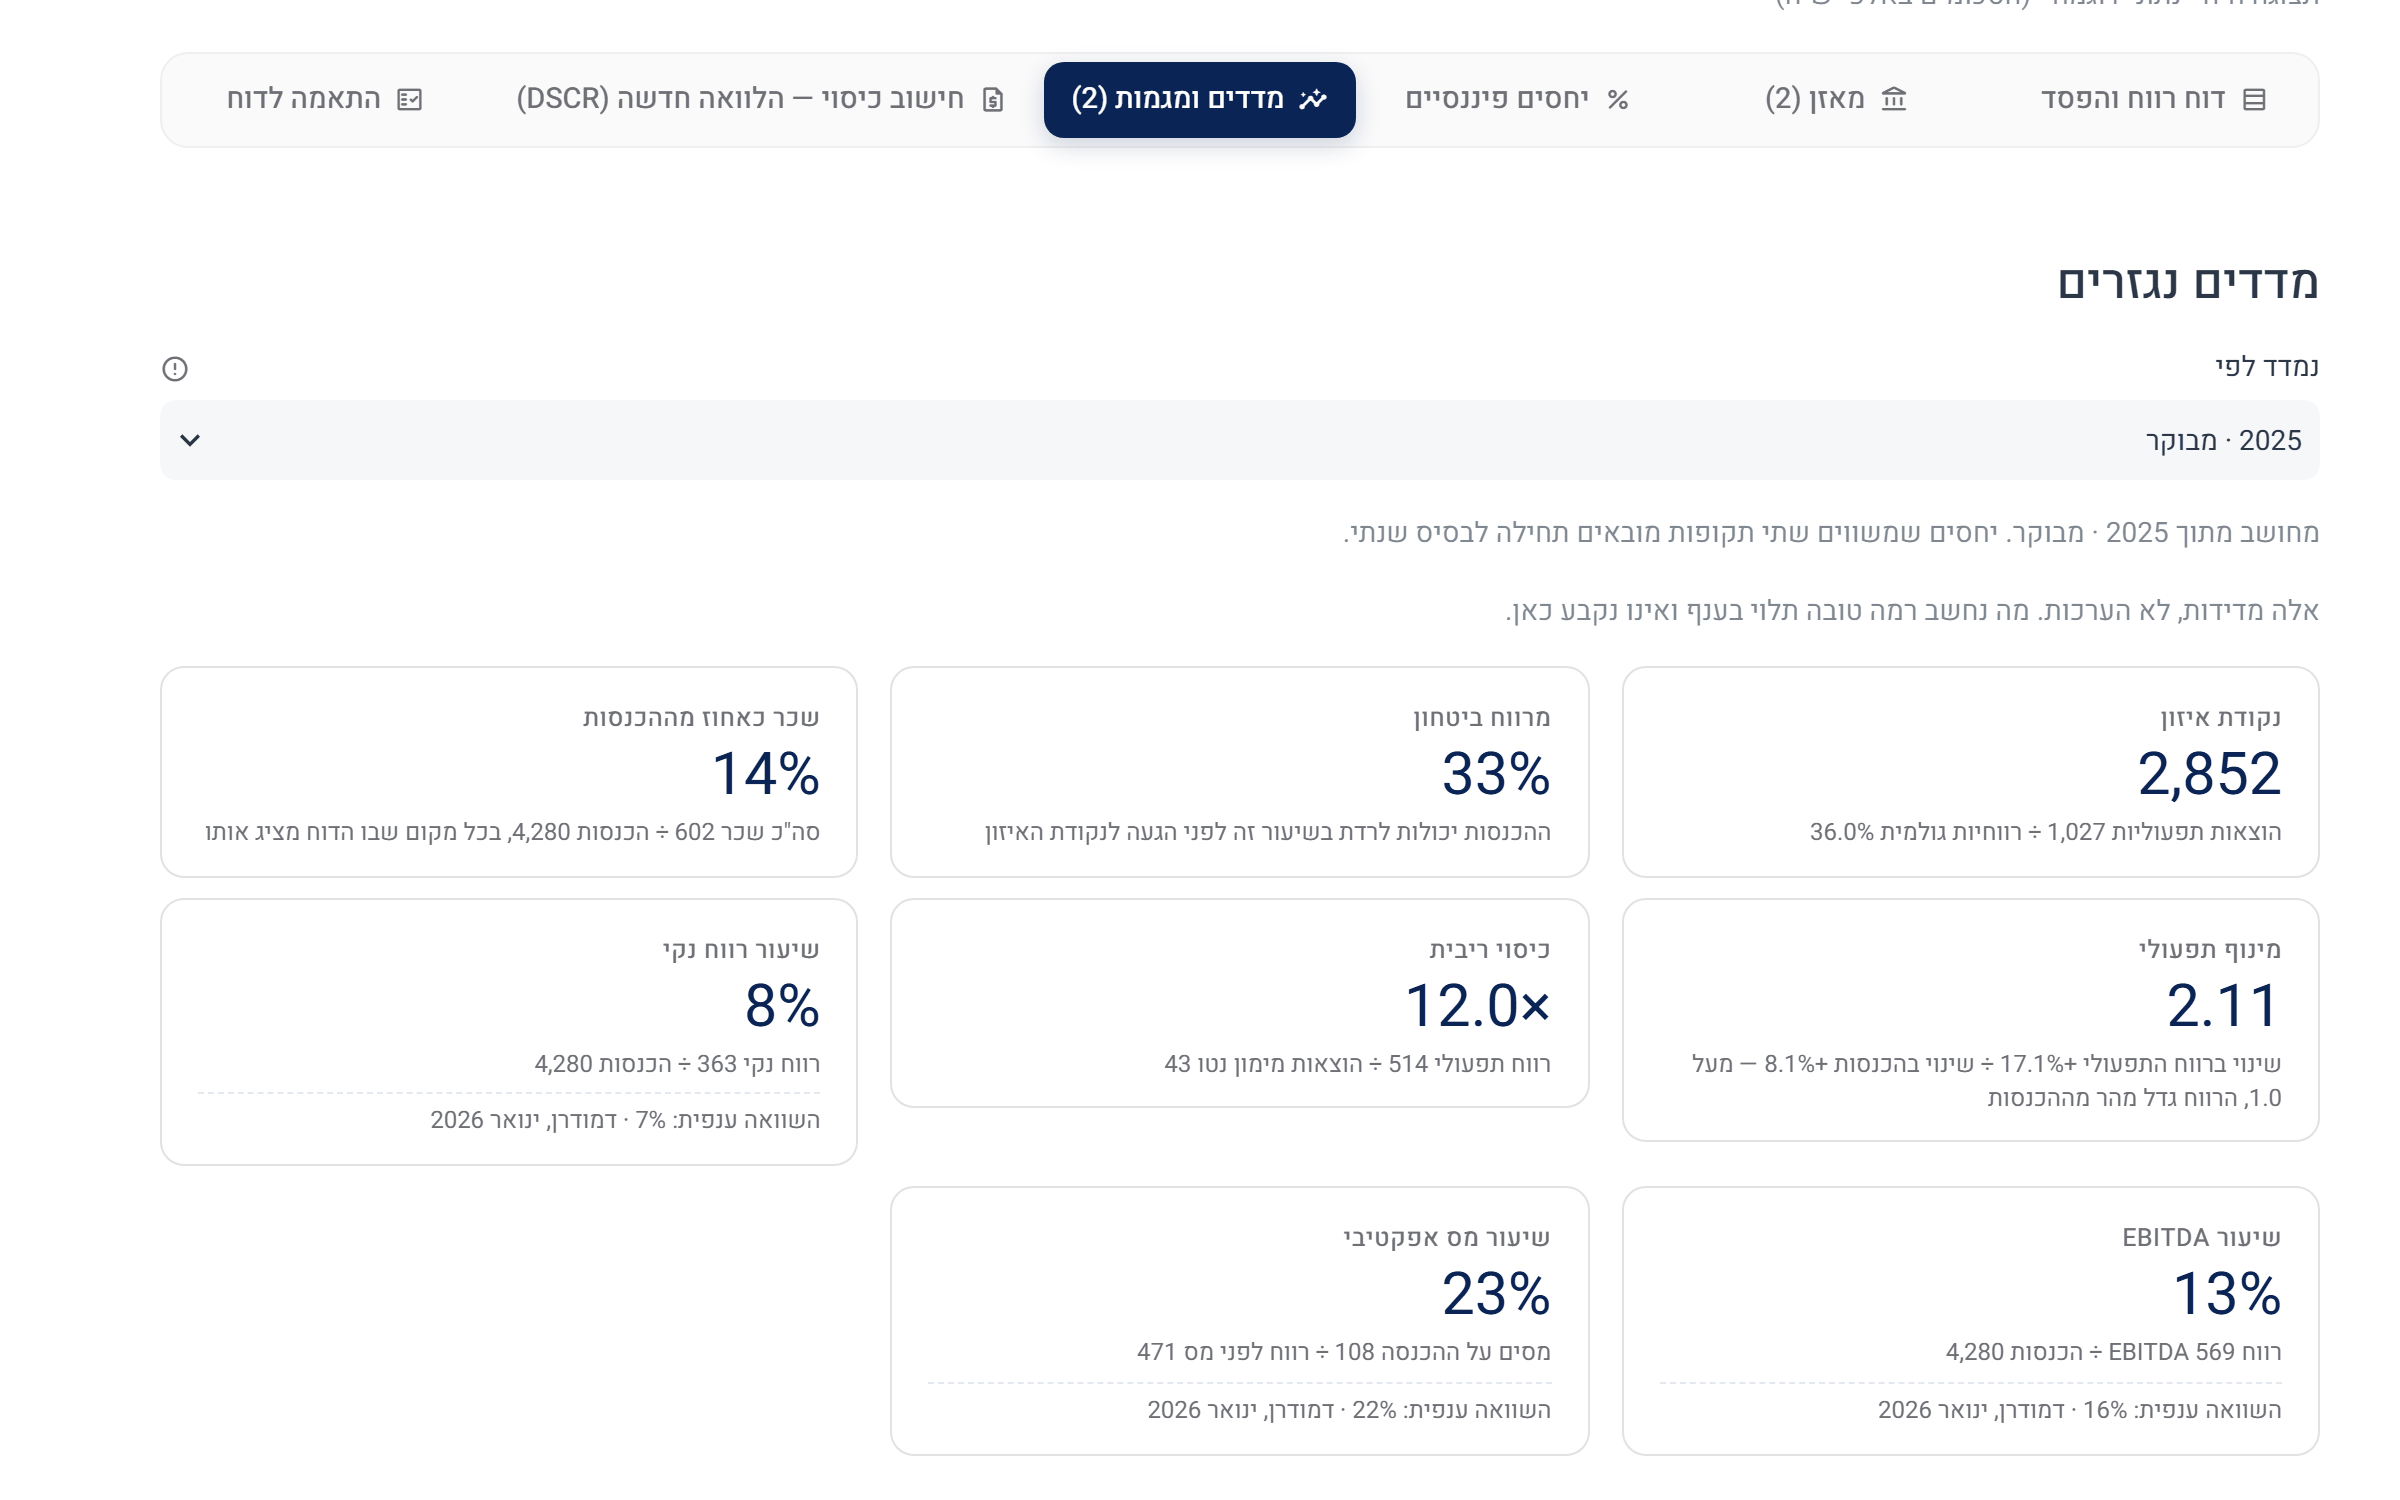 דוח רווח והפסד
מאזן (2)
יחסים פיננסיים
מדדים ומגמות (2)
חישוב כיסוי — הלוואה חדשה (DSCR)
התאמה לדוח
מדדים נגזרים
נמדד לפי
2025 · מבוקר
מחושב מתוך 2025 · מבוקר. יחסים שמשווים שתי תקופות מובאים תחילה לבסיס שנתי.
אלה מדידות, לא הערכות. מה נחשב רמה טובה תלוי בענף ואינו נקבע כאן.
נקודת איזון
2,852
הוצאות תפעוליות 1,027 ÷ רווחיות גולמית 36.0%
מרווח ביטחון
33%
ההכנסות יכולות לרדת בשיעור זה לפני הגעה לנקודת האיזון
שכר כאחוז מההכנסות
14%
סה"כ שכר 602 ÷ הכנסות 4,280, בכל מקום שבו הדוח מציג אותו
מינוף תפעולי
2.11
שינוי ברווח התפעולי +17.1% ÷ שינוי בהכנסות +8.1% — מעל
1.0, הרווח גדל מהר מההכנסות
כיסוי ריבית
12.0×
רווח תפעולי 514 ÷ הוצאות מימון נטו 43
שיעור רווח נקי
8%
רווח נקי 363 ÷ הכנסות 4,280
השוואה ענפית: 7% · דמודרן, ינואר 2026
שיעור EBITDA
13%
רווח EBITDA 569 ÷ הכנסות 4,280
השוואה ענפית: 16% · דמודרן, ינואר 2026
שיעור מס אפקטיבי
23%
מסים על ההכנסה 108 ÷ רווח לפני מס 471
השוואה ענפית: 22% · דמודרן, ינואר 2026